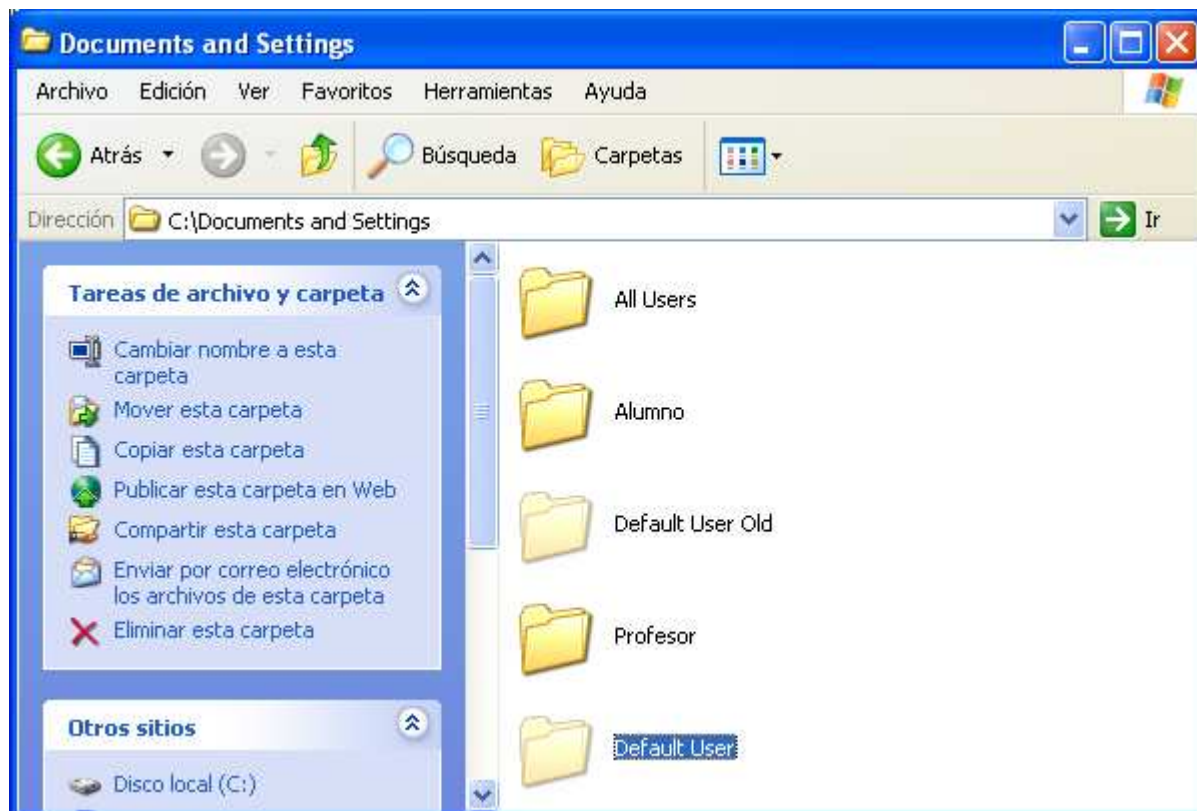 Documents and Settings
Archivo Edición Ver Favoritos Herramientas Ayuda
Atrás Búsqueda Carpetas
Dirección C:\Documents and Settings Ir
Tareas de archivo y carpeta
Cambiar nombre a esta
carpeta
Mover esta carpeta
Copiar esta carpeta
Publicar esta carpeta en Web
Compartir esta carpeta
Enviar por correo electrónico
los archivos de esta carpeta
Eliminar esta carpeta
Otros sitios
Disco local (C:)
All Users
Alumno
Default User Old
Profesor
Default User